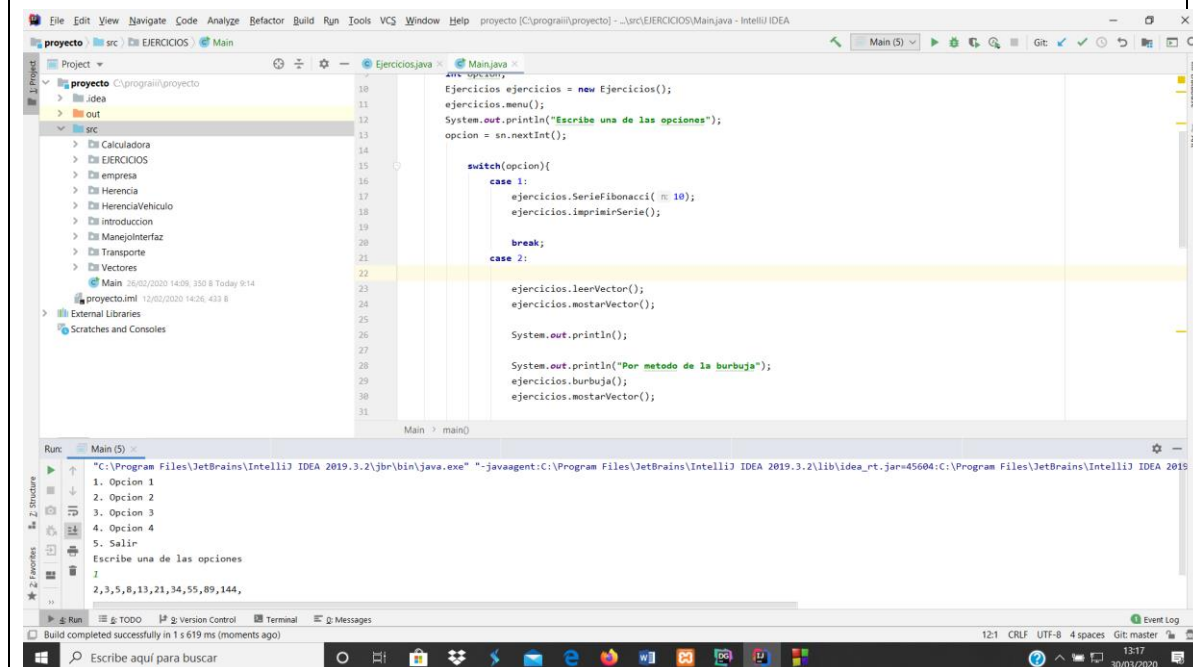 File Edit View Navigate Code Analyze Refactor Build Run Tools VCS Window Help proyecto [C:\prograiii\proyecto] - ...\src\EJERCICIOS\Main.java - IntelliJ IDEA
proyecto src EJERCICIOS Main
Main (5)
Git:
1: Project
Project
Ejercicios.java
Main.java
proyecto C:\prograiii\proyecto
.idea
out
src
Calculadora
EJERCICIOS
empresa
Herencia
HerenciaVehiculo
introduccion
ManejoInterfaz
Transporte
Vectores
Main 26/02/2020 14:09, 350 B Today 9:14
proyecto.iml 12/02/2020 14:26, 433 B
External Libraries
Scratches and Consoles
int opcion;
10 Ejercicios ejercicios = new Ejercicios();
11 ejercicios.menu();
12 System.out.println("Escribe una de las opciones");
13 opcion = sn.nextInt();
14
15 switch(opcion){
16 case 1:
17 ejercicios.SerieFibonacci( n: 10);
18 ejercicios.imprimirSerie();
19
20 break;
21 case 2:
22
23 ejercicios.leerVector();
24 ejercicios.mostarVector();
25
26 System.out.println();
27
28 System.out.println("Por metodo de la burbuja");
29 ejercicios.burbuja();
30 ejercicios.mostarVector();
31
Main > main()
Run: Main (5)
"C:\Program Files\JetBrains\IntelliJ IDEA 2019.3.2\jbr\bin\java.exe" "-javaagent:C:\Program Files\JetBrains\IntelliJ IDEA 2019.3.2\lib\idea_rt.jar=45604:C:\Program Files\JetBrains\IntelliJ IDEA 2019
1. Opcion 1
2. Opcion 2
3. Opcion 3
4. Opcion 4
5. Salir
Escribe una de las opciones
1
2,3,5,8,13,21,34,55,89,144,
Z: Structure
2: Favorites
4: Run 6: TODO 9: Version Control Terminal 0: Messages
Event Log
Build completed successfully in 1 s 619 ms (moments ago)
12:1 CRLF UTF-8 4 spaces Git: master
Escribe aquí para buscar
13:17
30/03/2020